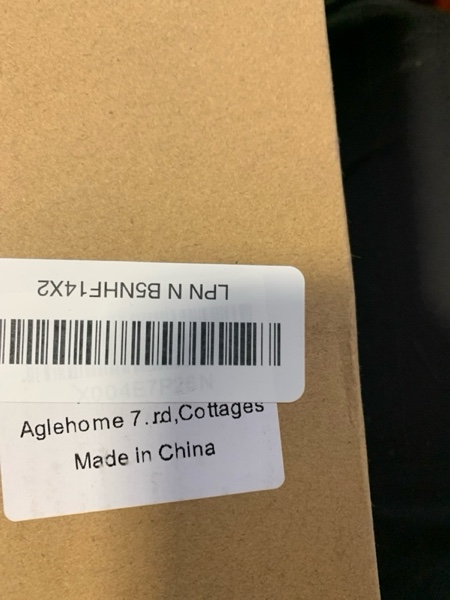 LPN N B5NHF14X2
Aglehome 7.rd,Cottages
Made in China